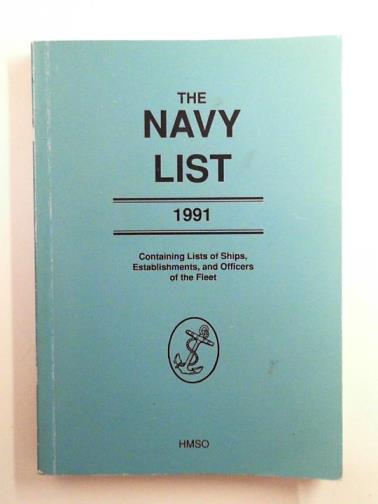 THE
NAVY
LIST
1991
Containing Lists of Ships,
Establishments, and Officers
of the Fleet
HMSO